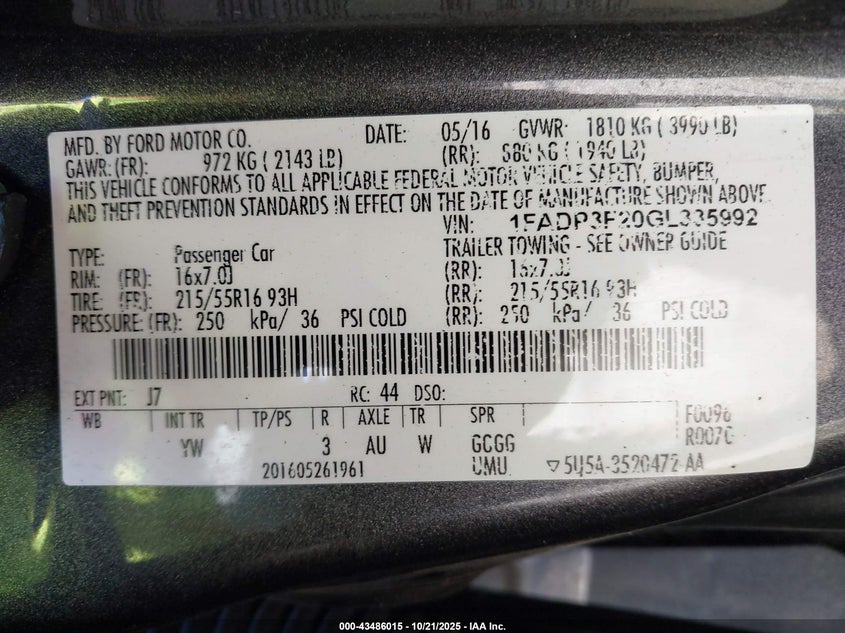 MFD. BY FORD MOTOR CO. DATE: 05/16 GVWR: 1810 KG ( 3990 LB)
GAWR: (FR): 972 KG ( 2143 LB) (RR): 880 KG ( 1940 LB)
THIS VEHICLE CONFORMS TO ALL APPLICABLE FEDERAL MOTOR VEHICLE SAFETY, BUMPER,
AND THEFT PREVENTION STANDARDS IN EFFECT ON THE DATE OF MANUFACTURE SHOWN ABOVE.
VIN: 1FADP3F20GL335992
TYPE: Passenger Car TRAILER TOWING - SEE OWNER GUIDE
RIM: (FR): 16x7.0J (RR): 16x7.0J
TIRE: (FR): 215/55R16 93H (RR): 215/55R16 93H
PRESSURE: (FR): 250 kPa/ 36 PSI COLD (RR): 250 kPa/ 36 PSI COLD
EXT PNT: J7 RC: 44 DSO:
WB INT TR TP/PS R AXLE TR SPR F0096
YW 3 AU W GCGG R007C
201605261961 UMU ▽5U5A-3520472-AA
000-43486015 - 10/21/2025 - IAA Inc.